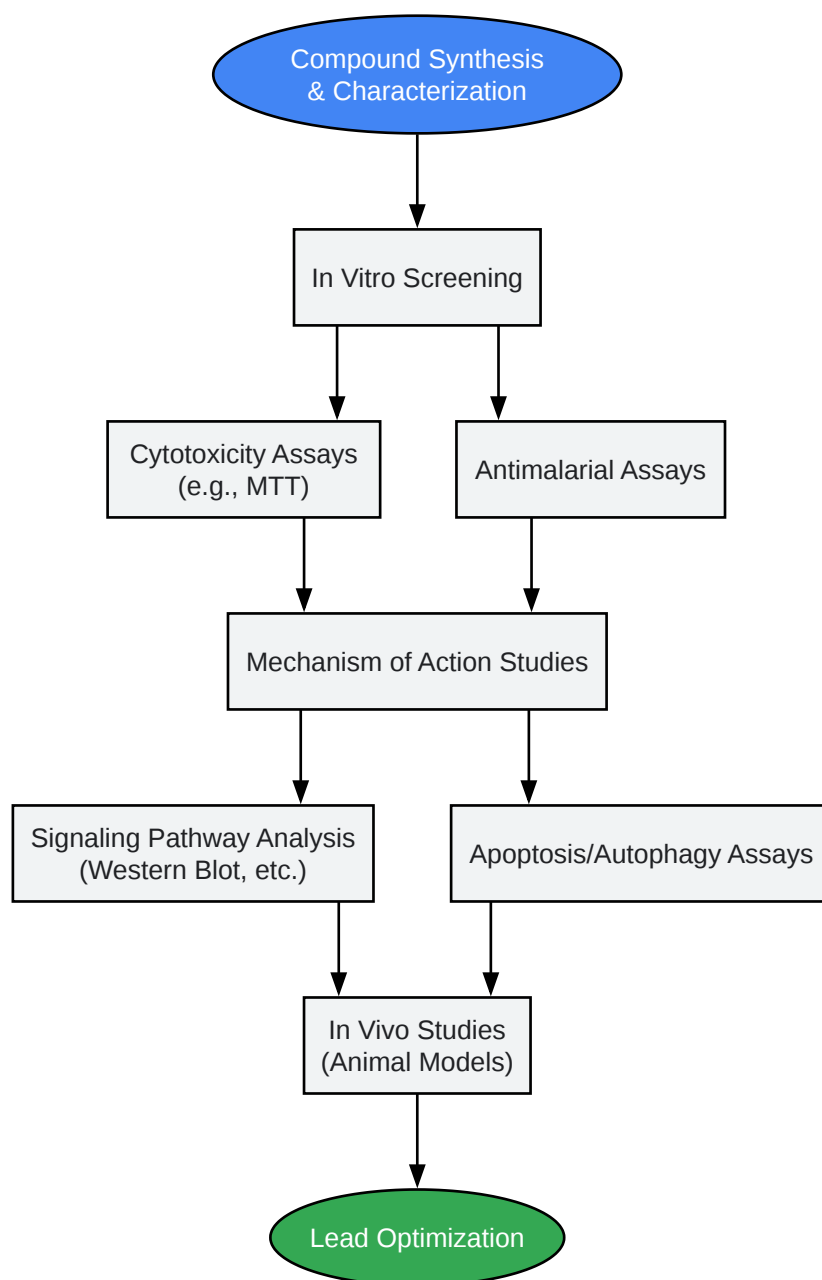 Compound Synthesis
& Characterization
In Vitro Screening
Cytotoxicity Assays
(e.g., MTT)
Antimalarial Assays
Mechanism of Action Studies
Signaling Pathway Analysis
(Western Blot, etc.)
Apoptosis/Autophagy Assays
In Vivo Studies
(Animal Models)
Lead Optimization